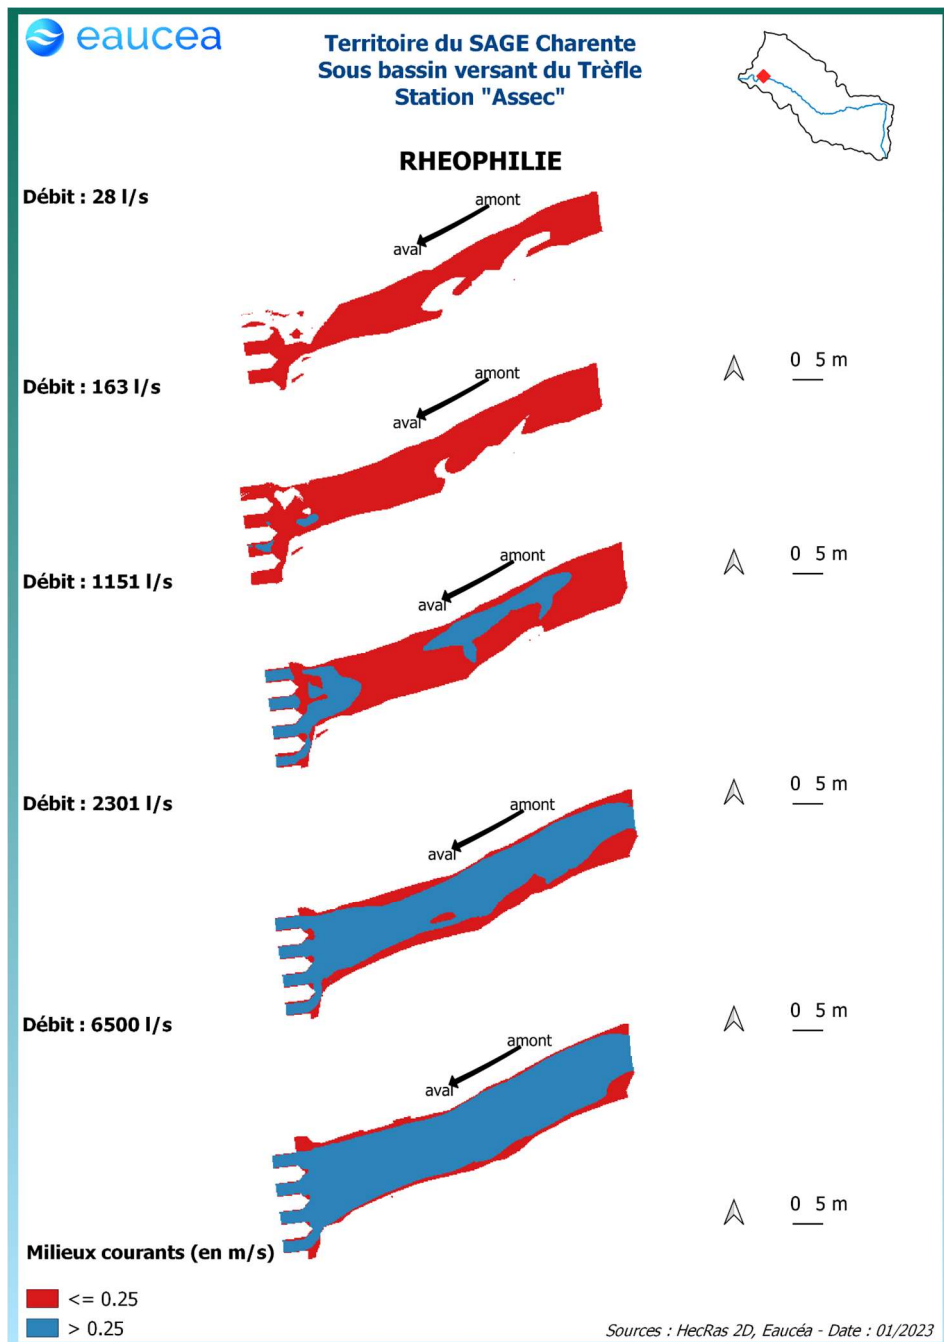 eaucea
Territoire du SAGE Charente
Sous bassin versant du Trèfle
Station "Assec"
RHEOPHILIE
Débit : 28 l/s
amont
aval
0 5 m
Débit : 163 l/s
amont
aval
0 5 m
Débit : 1151 l/s
amont
aval
0 5 m
Débit : 2301 l/s
amont
aval
0 5 m
Débit : 6500 l/s
amont
aval
0 5 m
Milieux courants (en m/s)
<= 0.25
> 0.25
Sources : HecRas 2D, Eaucéa - Date : 01/2023